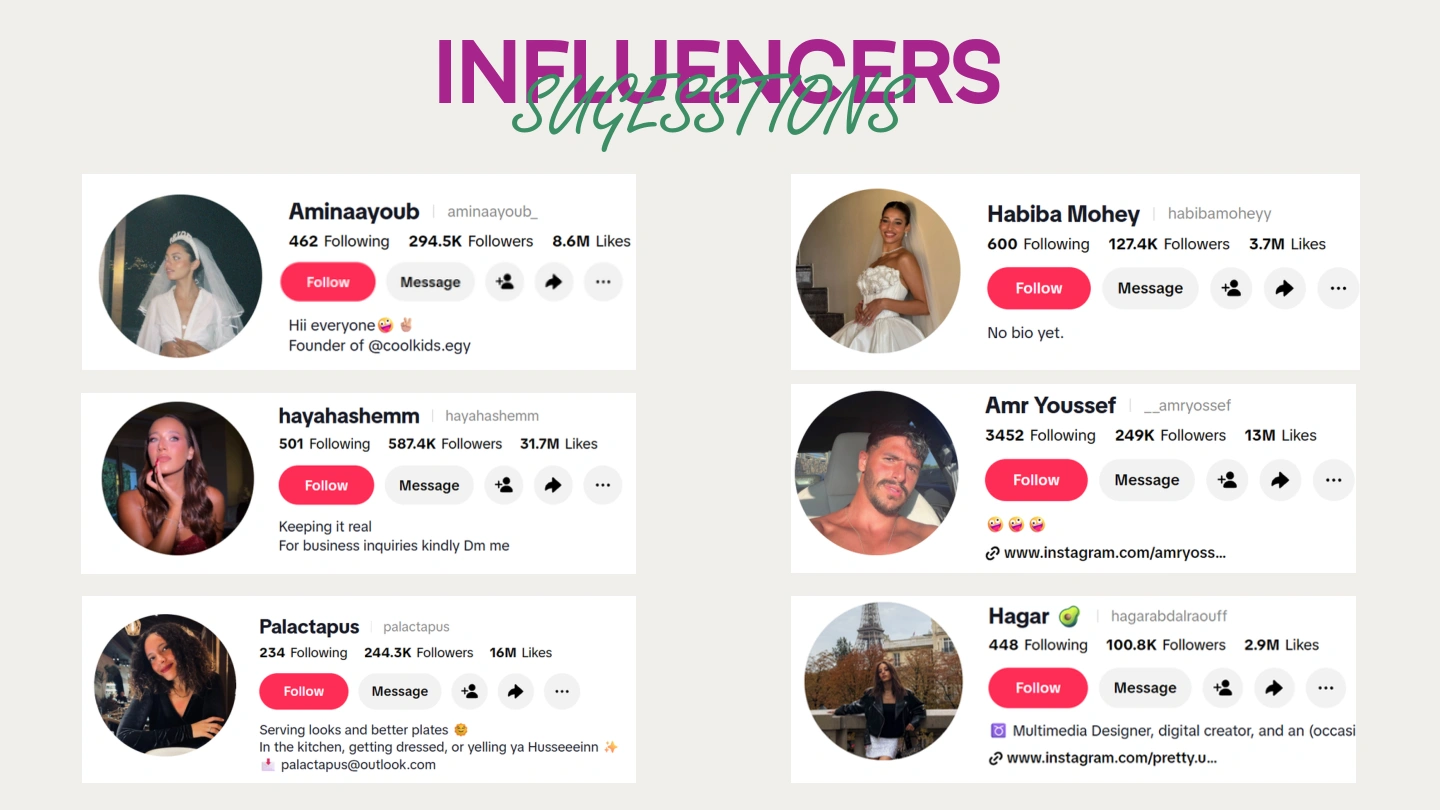 INFLUENCERS
SUGESSTIONS
Aminaayoub aminaayoub_
462 Following 294.5K Followers 8.6M Likes
Follow Message
Hii everyone🤪 ✌🏼
Founder of @coolkids.egy
hayahashemm hayahashemm
501 Following 587.4K Followers 31.7M Likes
Follow Message
Keeping it real
For business inquiries kindly Dm me
Palactapus palactapus
234 Following 244.3K Followers 16M Likes
Follow Message
Serving looks and better plates
In the kitchen, getting dressed, or yelling ya Husseeeinn ✨
📩 palactapus@outlook.com
Habiba Mohey habibamoheyy
600 Following 127.4K Followers 3.7M Likes
Follow Message
No bio yet.
Amr Youssef __amryossef
3452 Following 249K Followers 13M Likes
Follow Message
🤪 🤪 🤪
www.instagram.com/amryoss...
Hagar 🥑 hagarabdalraouff
448 Following 100.8K Followers 2.9M Likes
Follow Message
♉ Multimedia Designer, digital creator, and an (occasi
www.instagram.com/pretty.u...